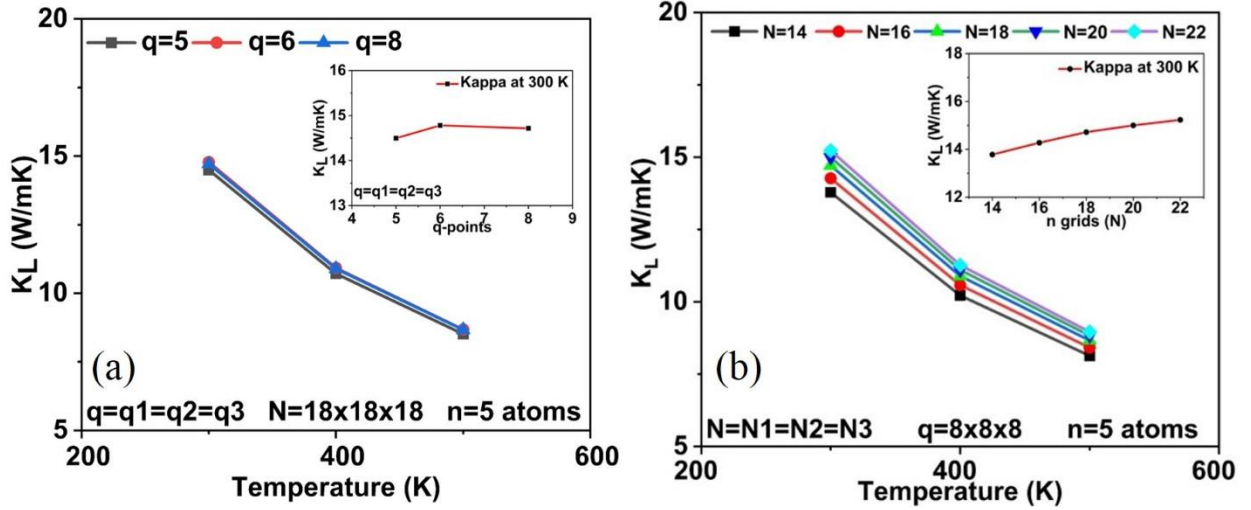 q=5 q=6 q=8
20
15
10
5
200
400
600
K_L (W/mK)
Temperature (K)
Kappa at 300 K
16
15
14
13
4 5 6 7 8 9
K_L (W/mK)
q-points
q=q1=q2=q3
(a)
q=q1=q2=q3 N=18x18x18 n=5 atoms
N=14 N=16 N=18 N=20 N=22
20
15
10
5
200
400
600
K_L (W/mK)
Temperature (K)
Kappa at 300 K
18
16
14
12
14 16 18 20 22
K_L (W/mK)
n grids (N)
(b)
N=N1=N2=N3 q=8x8x8 n=5 atoms